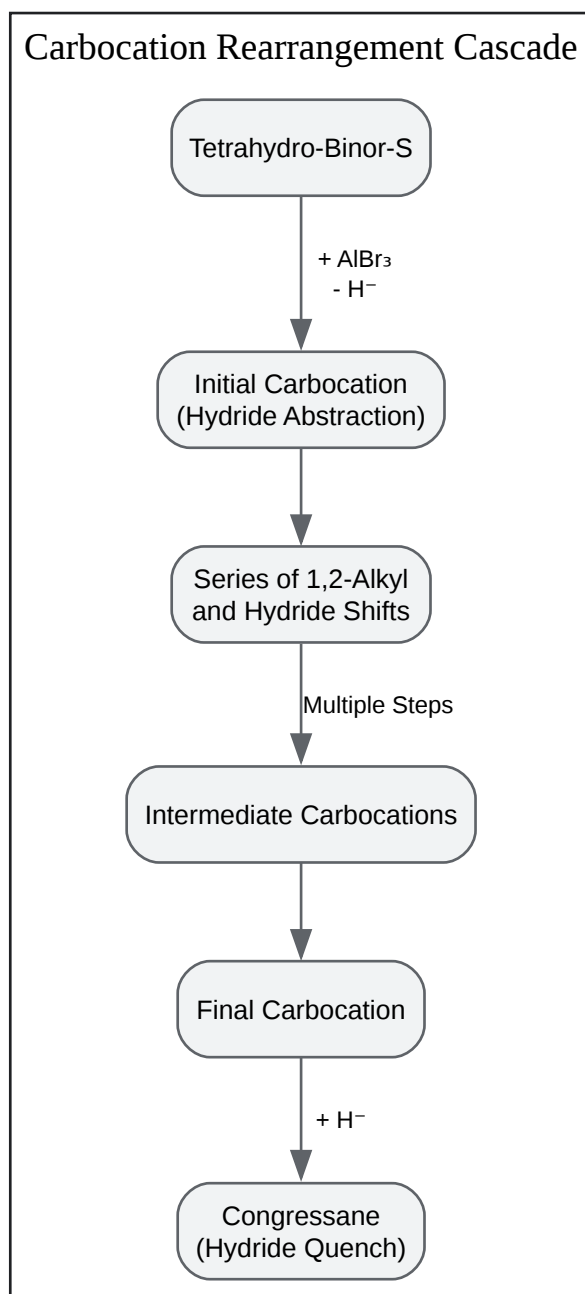 Carbocation Rearrangement Cascade
Tetrahydro-Binor-S
+ AlBr₃
- H⁻
Initial Carbocation
(Hydride Abstraction)
Series of 1,2-Alkyl
and Hydride Shifts
Multiple Steps
Intermediate Carbocations
Final Carbocation
+ H⁻
Congressane
(Hydride Quench)